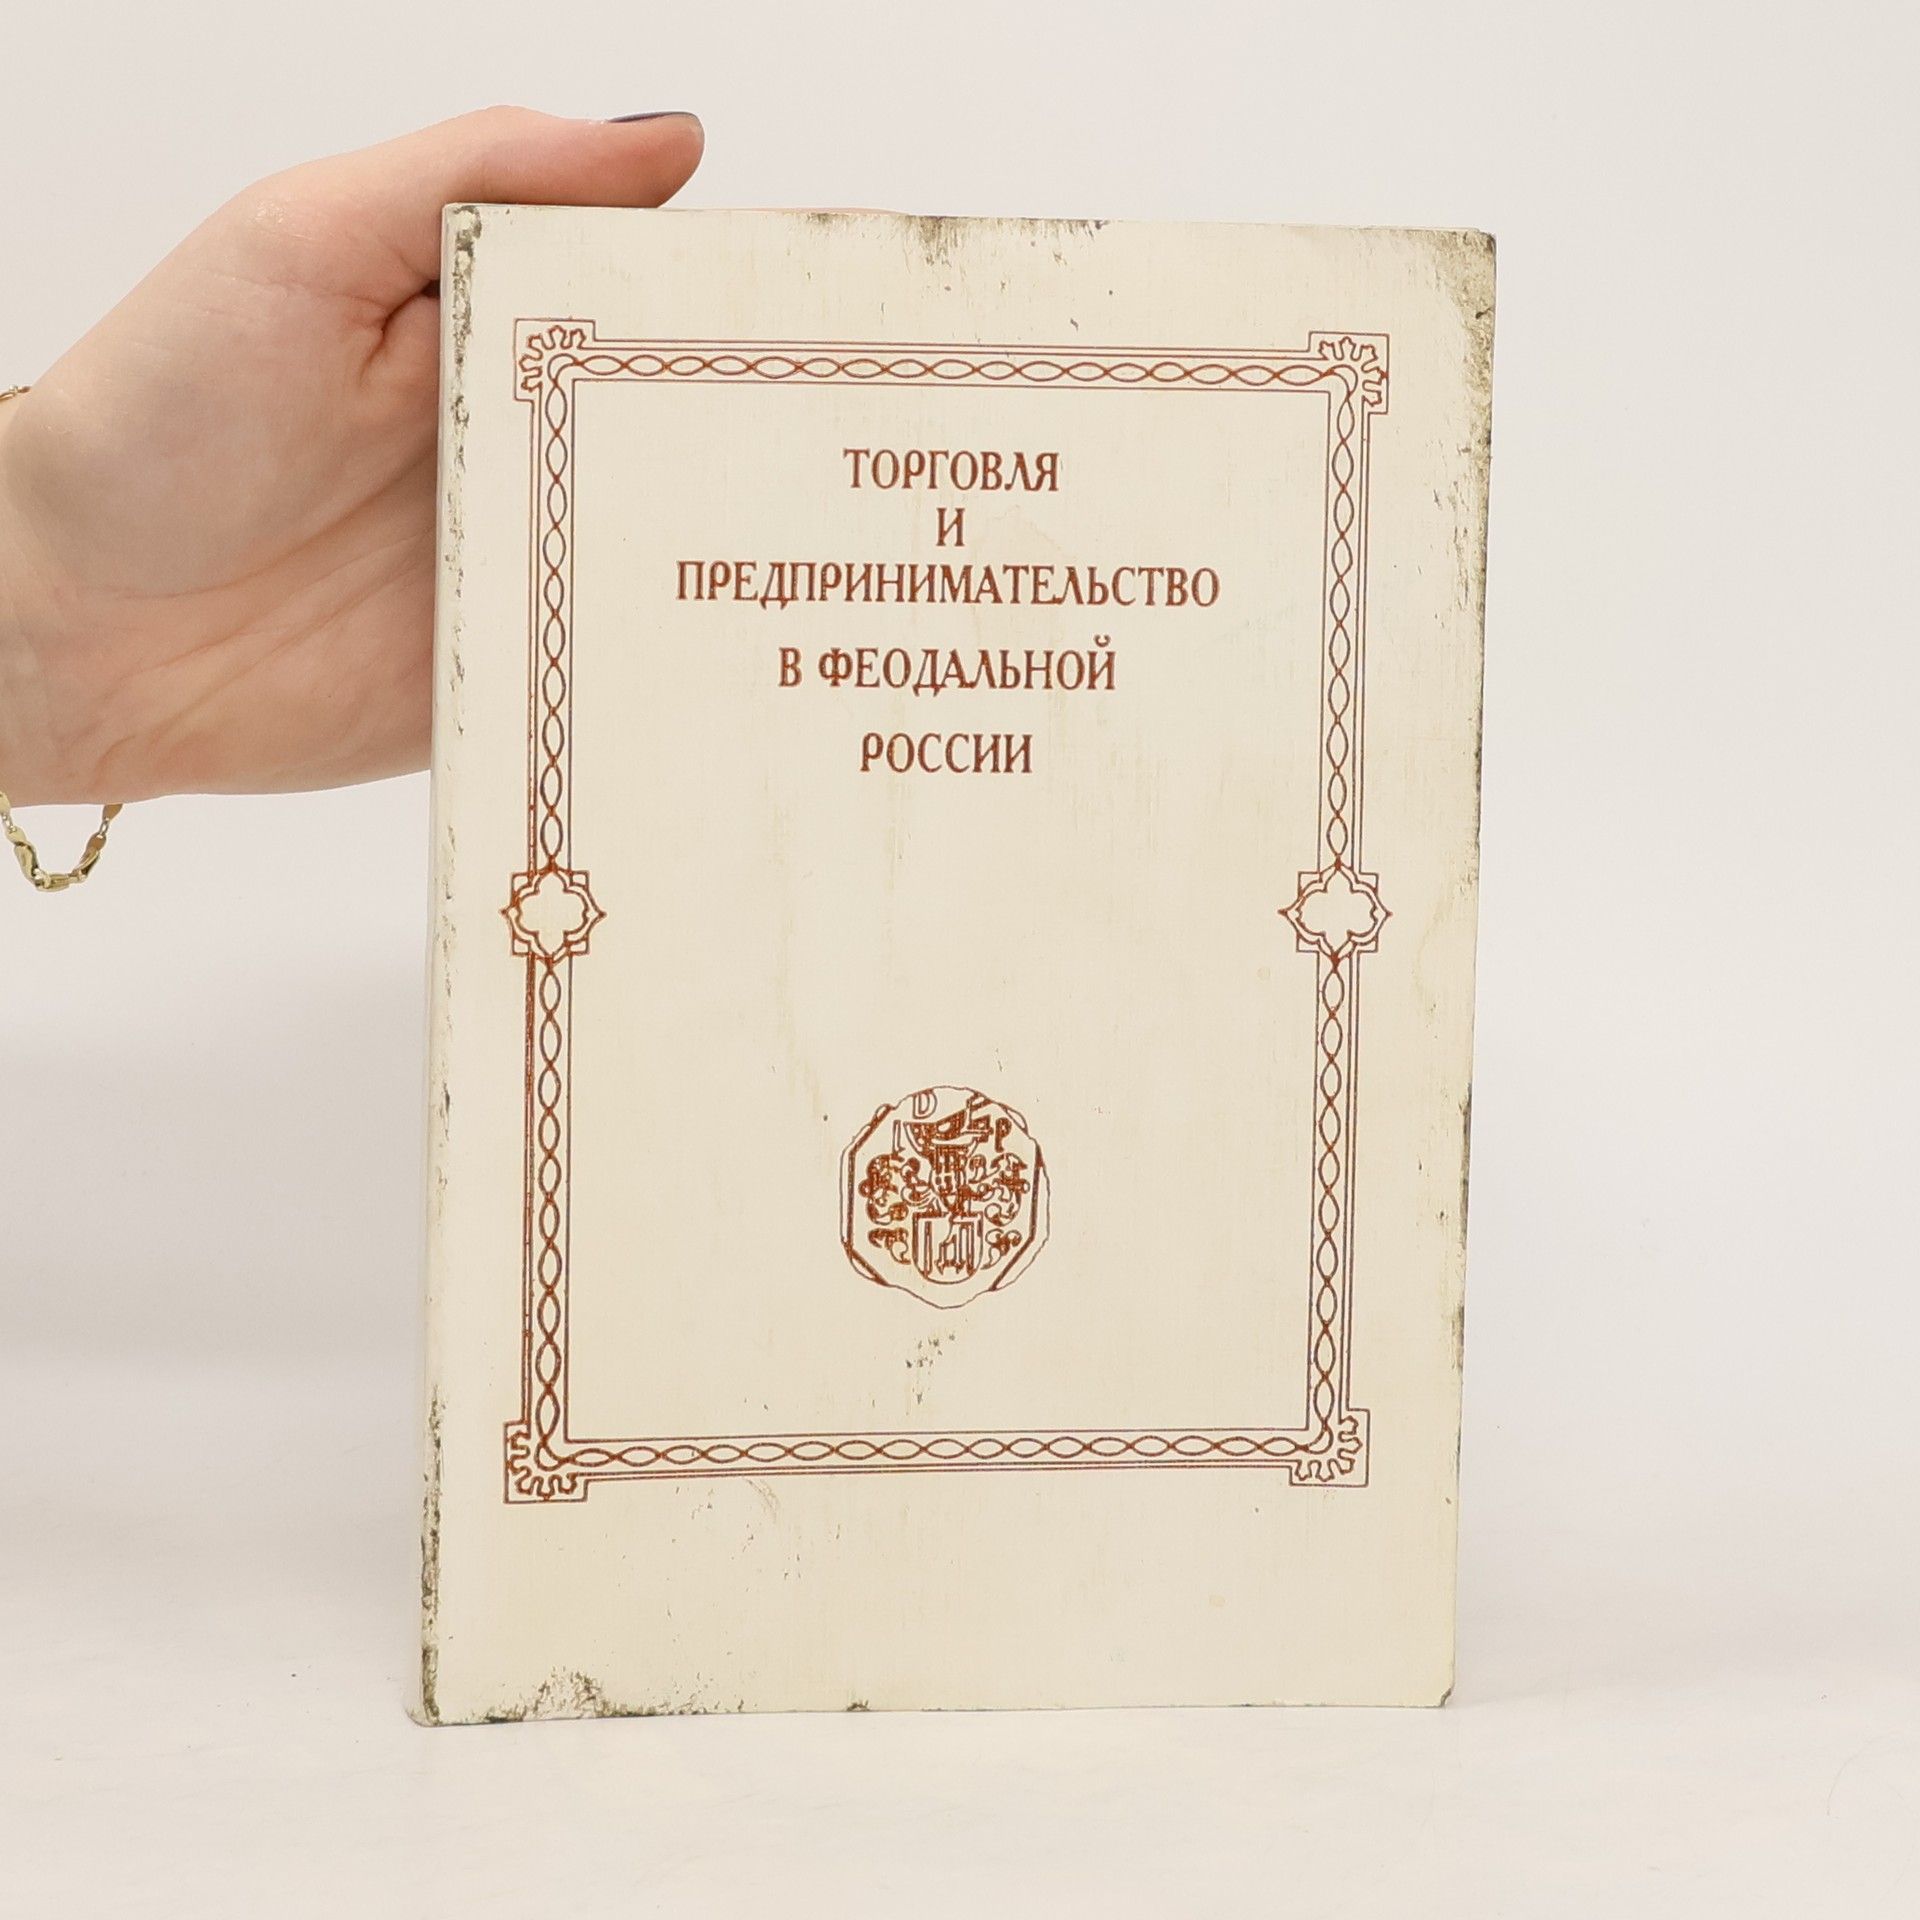 ТОРГОВЛЯ
И
ПРЕДПРИНИМАТЕЛЬСТВО
В ФЕОДАЛЬНОЙ
РОССИИ
D
I P